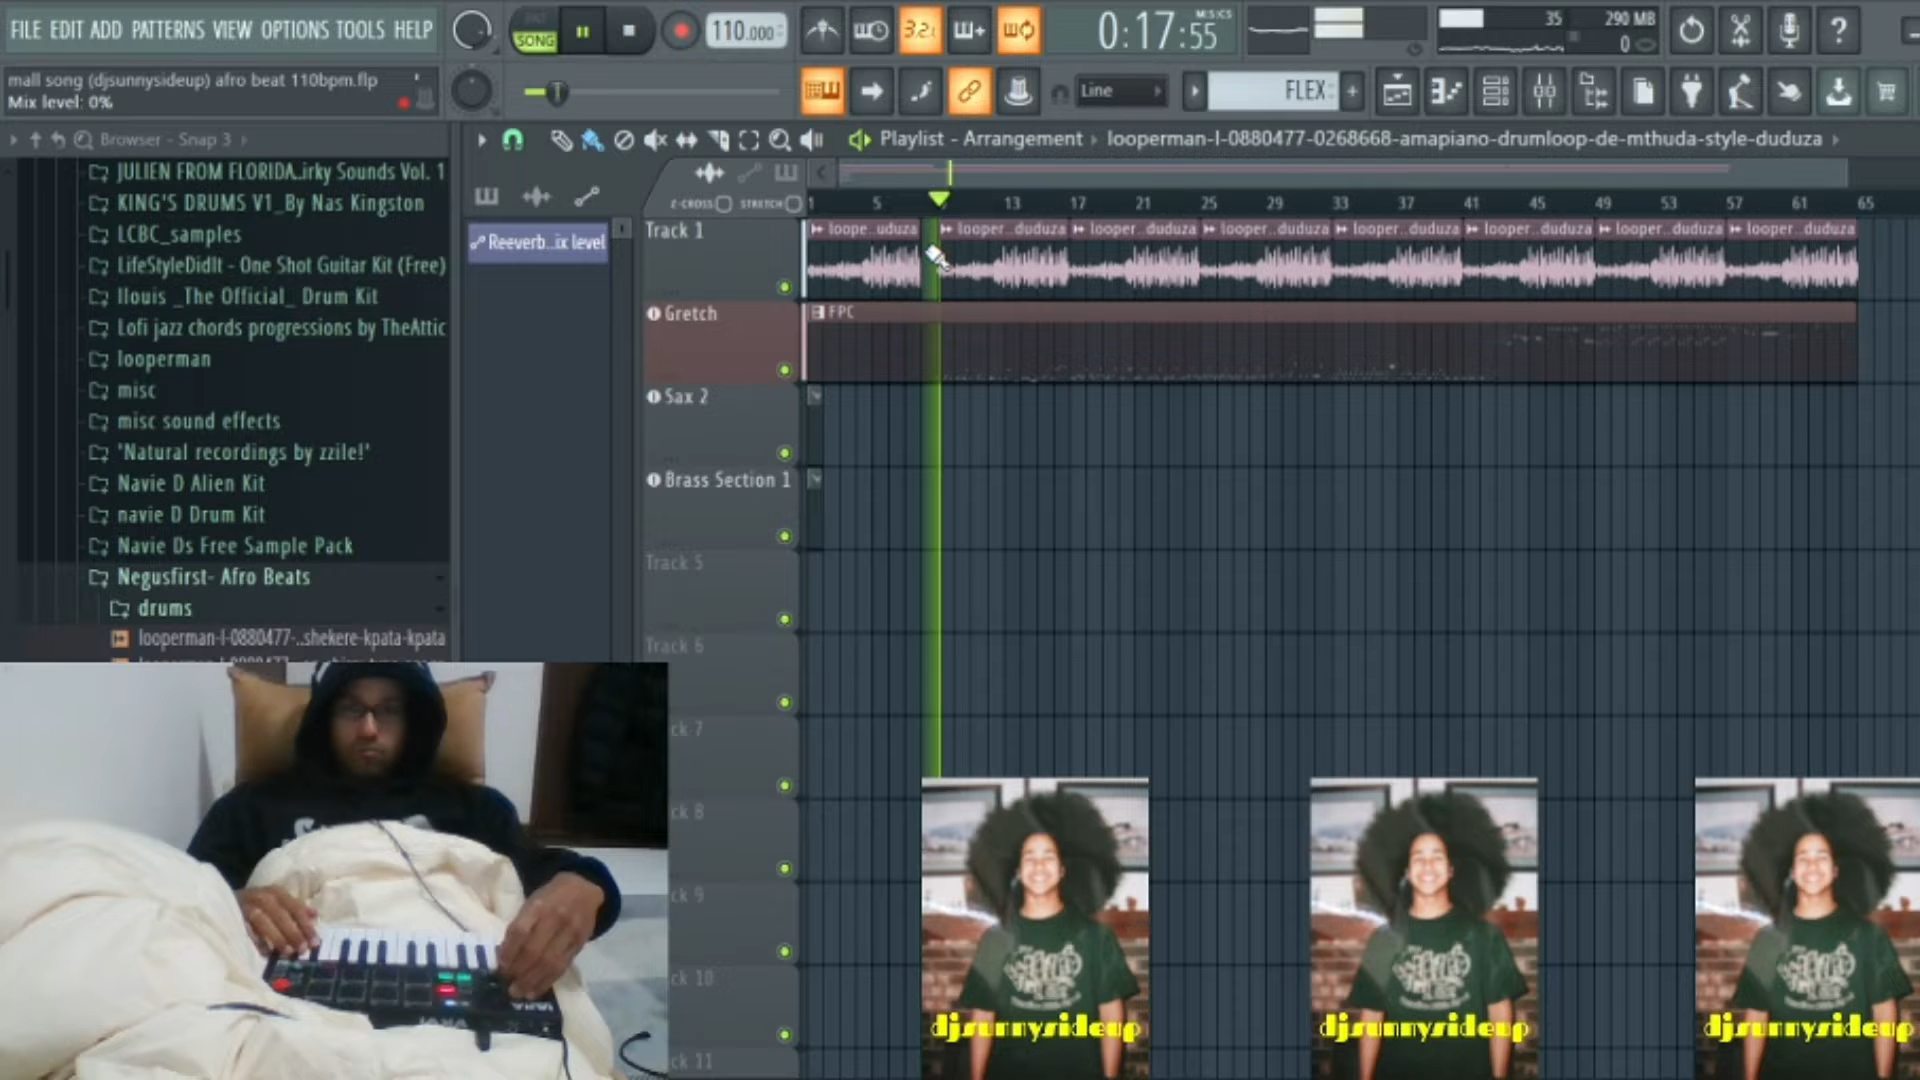 FILE EDIT ADD PATTERNS VIEW OPTIONS TOOLS HELP
SONG
110.000
3.2
0:17:55
M:S:CS
35
290 MB
0
?
mall song (djsunnysideup) afro beat 110bpm.flp
Mix level: 0%
Line
FLEX
Browser - Snap 3
Playlist - Arrangement
looperman-l-0880477-0268668-amapiano-drumloop-de-mthuda-style-duduza
JULIEN FROM FLORIDA..irky Sounds Vol. 1
KING'S DRUMS V1_By Nas Kingston
LCBC_samples
LifeStyleDidIt - One Shot Guitar Kit (Free)
llouis _The Official_ Drum Kit
Lofi jazz chords progressions by TheAttic
looperman
misc
misc sound effects
'Natural recordings by zzile!'
Navie D Alien Kit
navie D Drum Kit
Navie Ds Free Sample Pack
Negusfirst- Afro Beats
drums
looperman-l-0880477-..shekere-kpata-kpata
Reeverb..ix level
Z-CROSS
STRETCH
1 5 13 17 21 25 29 33 37 41 45 49 53 57 61 65
Track 1
looper..uduza
looper..duduza
looper..duduza
looper..duduza
looper..duduza
looper..duduza
looper..duduza
looper..duduza
Gretch
FPC
Sax 2
Brass Section 1
Track 5
Track 6
ck 7
ck 8
ck 9
ck 10
ck 11
djsunnysideup
djsunnysideup
djsunnysideup